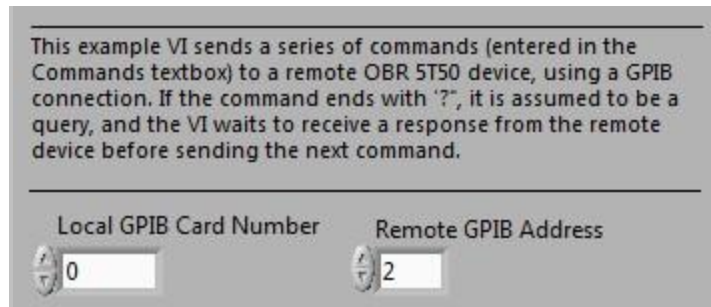 This example VI sends a series of commands (entered in the
Commands textbox) to a remote OBR 5T50 device, using a GPIB
connection. If the command ends with '?", it is assumed to be a
query, and the VI waits to receive a response from the remote
device before sending the next command.
Local GPIB Card Number Remote GPIB Address
0 2